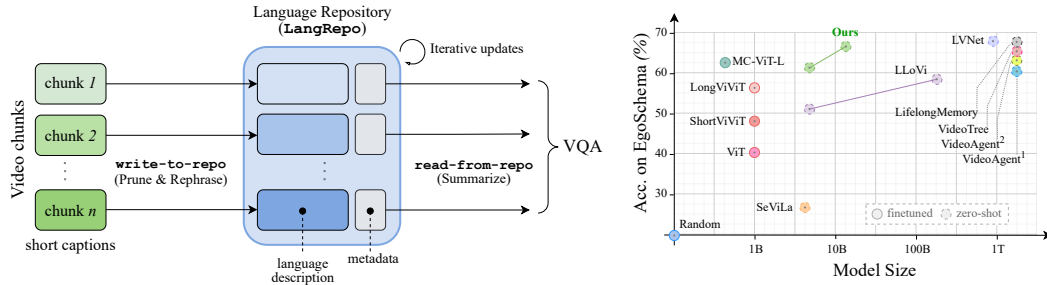 Language Repository
(LangRepo)
Iterative updates
Video chunks
chunk 1
chunk 2
chunk n
short captions
write-to-repo
(Prune & Rephrase)
read-from-repo
(Summarize)
VQA
language
description
metadata
Acc. on EgoSchema (%)
70
60
50
40
30
Ours
LVNet
MC-ViT-L
LLoVi
LongViViT
LifelongMemory
ShortViViT
VideoTree
VideoAgent2
ViT
VideoAgent1
SeViLa
finetuned
zero-shot
Random
1B
10B
100B
1T
Model Size